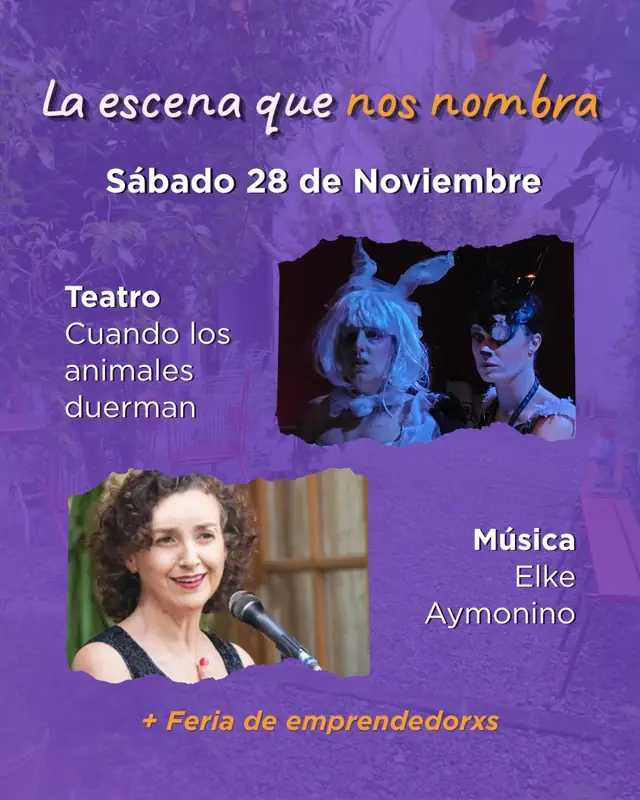 La escena que nos nombra
Sábado 28 de Noviembre
Teatro
Cuando los
animales
duerman
Música
Elke
Aymonino
+ Feria de emprendedorxs